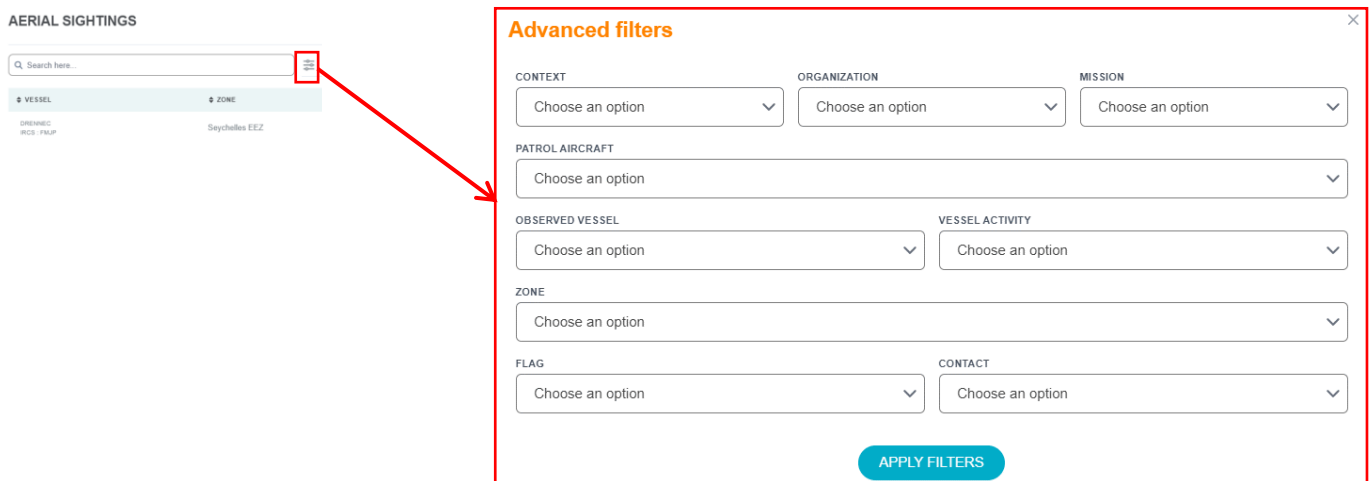 AERIAL SIGHTINGS
Search here...
VESSEL ZONE
DRENNEC
IRCS : FMJP
Seychelles EEZ
Advanced filters
CONTEXT ORGANIZATION MISSION
Choose an option Choose an option Choose an option
PATROL AIRCRAFT
Choose an option
OBSERVED VESSEL VESSEL ACTIVITY
Choose an option Choose an option
ZONE
Choose an option
FLAG CONTACT
Choose an option Choose an option
APPLY FILTERS